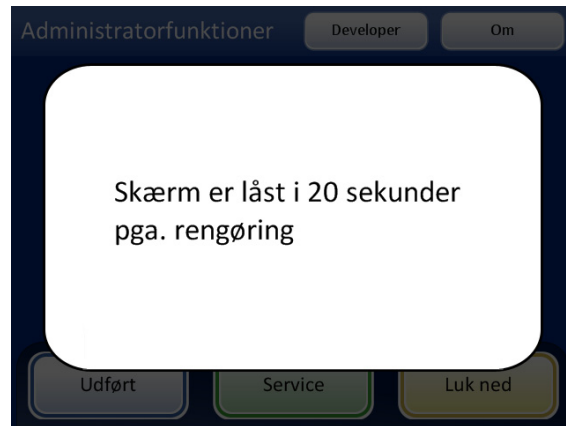 Administratorfunktioner
Developer
Om
Skærm er låst i 20 sekunder
pga. rengøring
Udført
Service
Luk ned